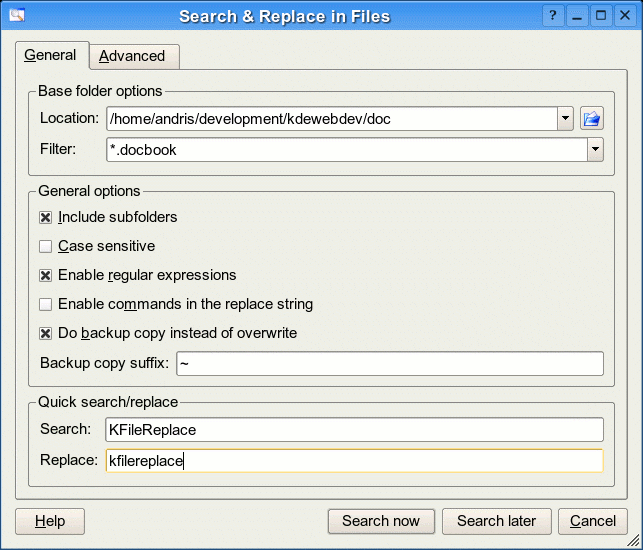 Search & Replace in Files
General Advanced
Base folder options
Location: /home/andris/development/kdewebdev/doc
Filter: *.docbook
General options
Include subfolders
Case sensitive
Enable regular expressions
Enable commands in the replace string
Do backup copy instead of overwrite
Backup copy suffix: ~
Quick search/replace
Search: KFileReplace
Replace: kfilereplace
Help Search now Search later Cancel